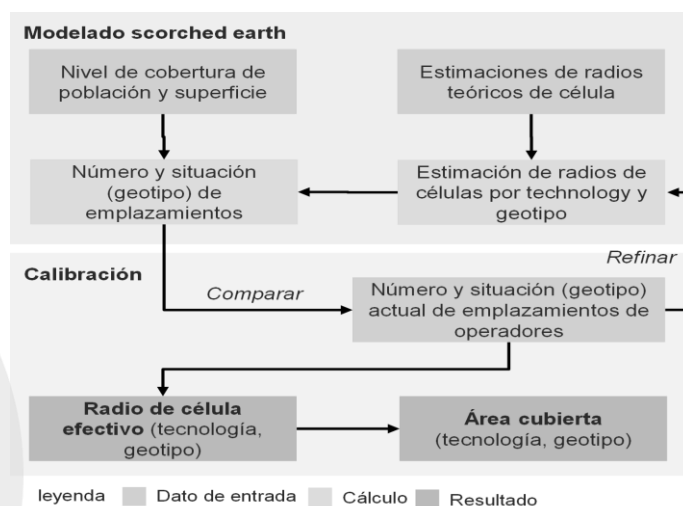 Modelado scorched earth
Nivel de cobertura de
población y superficie
Estimaciones de radios
teóricos de célula
Número y situación
(geotipo) de
emplazamientos
Estimación de radios de
células por technology y
geotipo
Refinar
Calibración
Comparar
Número y situación (geotipo)
actual de emplazamientos de
operadores
Radio de célula
efectivo (tecnología,
geotipo)
Área cubierta
(tecnología, geotipo)
leyenda Dato de entrada Cálculo Resultado